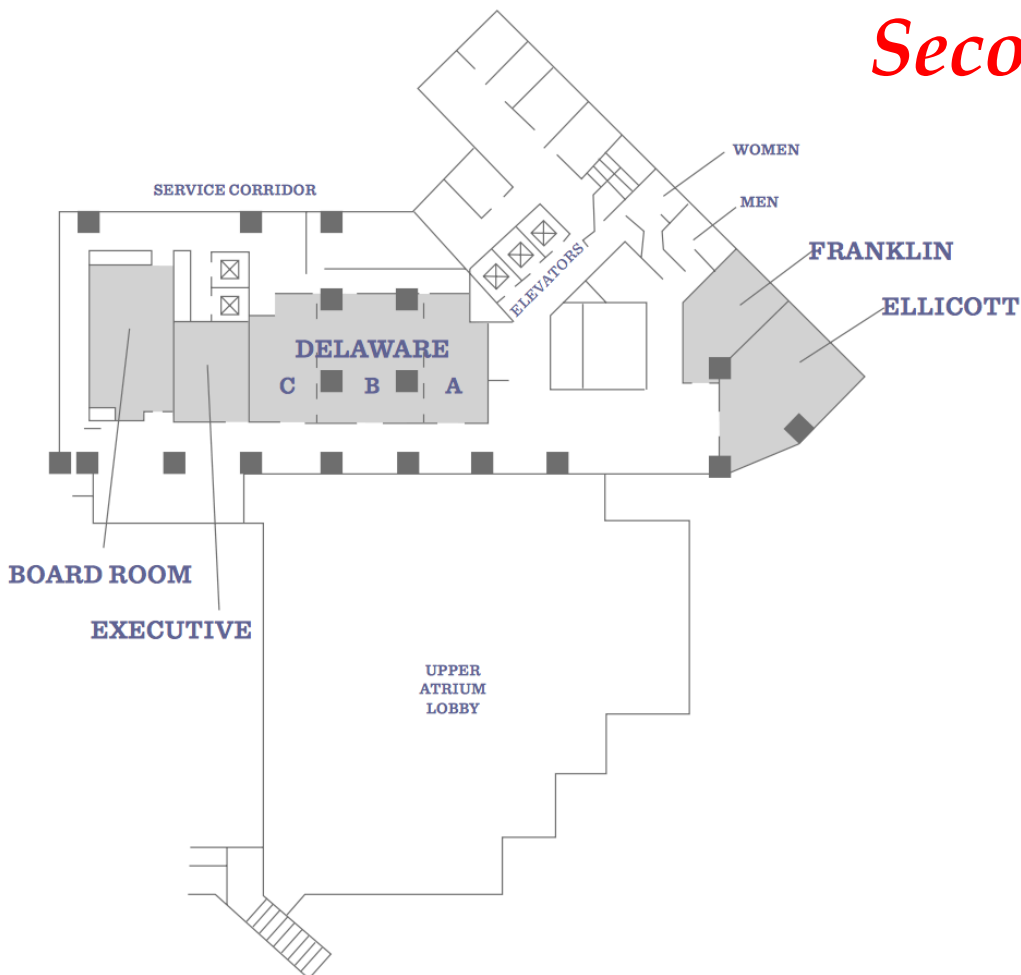 Seco
WOMEN
SERVICE CORRIDOR
MEN
FRANKLIN
ELEVATORS
ELLICOTT
DELAWARE
C B A
BOARD ROOM
EXECUTIVE
UPPER
ATRIUM
LOBBY